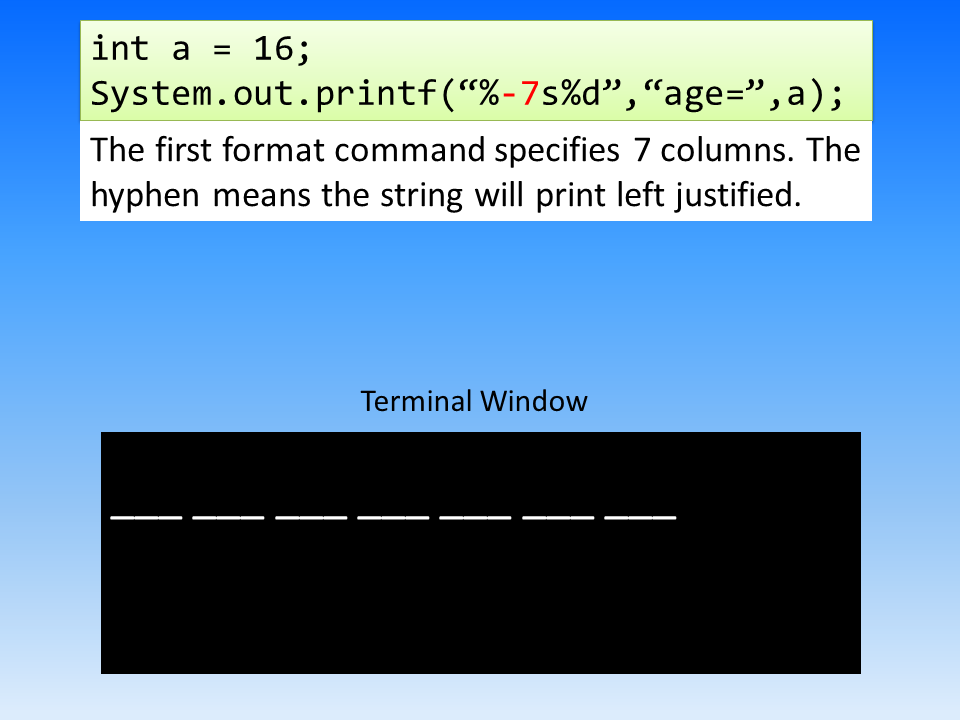 int a = 16;
System.out.printf(“%-7s%d”,“age=”,a);
The first format command specifies 7 columns. The
hyphen means the string will print left justified.
Terminal Window
___ ___ ___ ___ ___ ___ ___